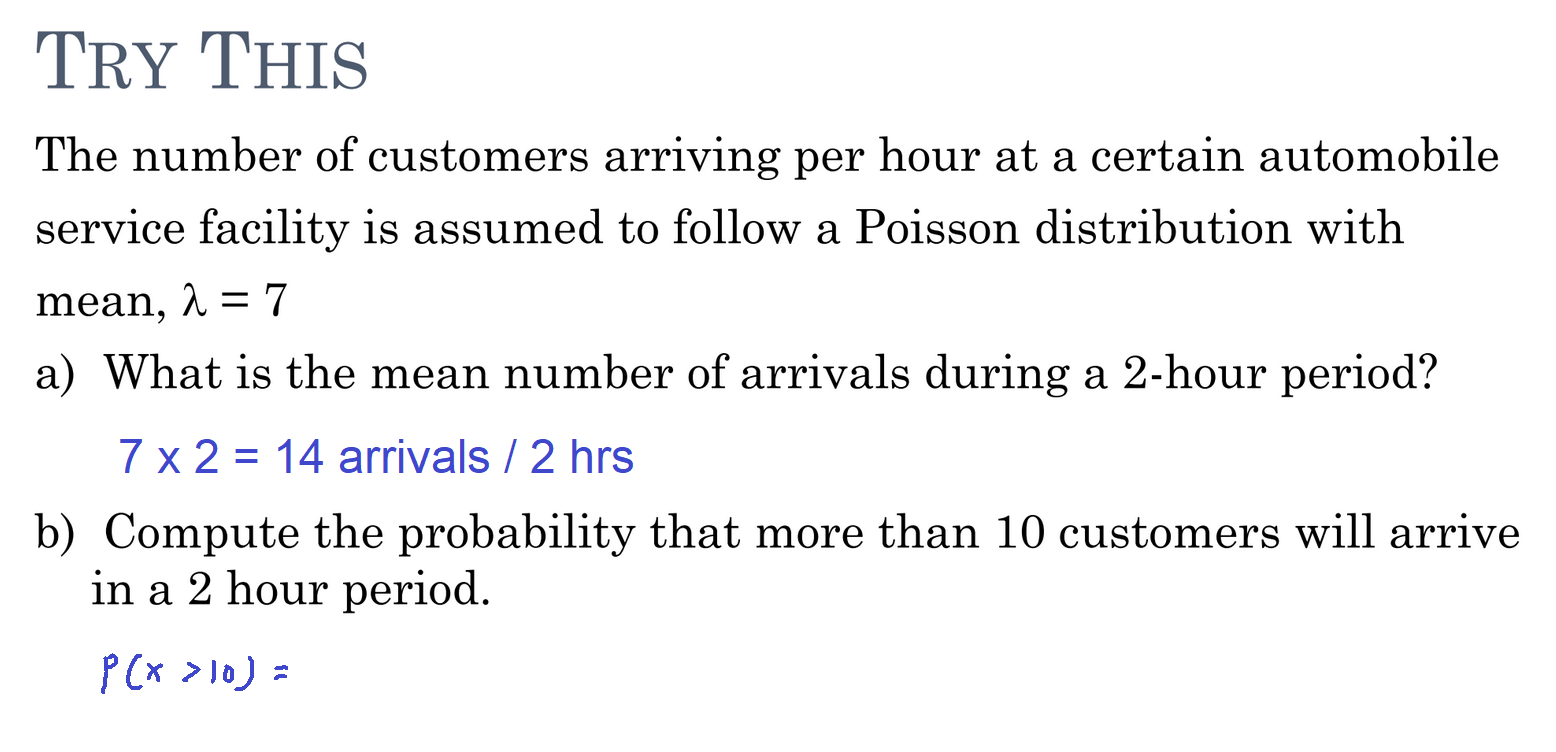 TRY THIS
The number of customers arriving per hour at a certain automobile
service facility is assumed to follow a Poisson distribution with
mean, λ = 7
a) What is the mean number of arrivals during a 2-hour period?
7 x 2 = 14 arrivals / 2 hrs
b) Compute the probability that more than 10 customers will arrive
in a 2 hour period.
P(x >10) =